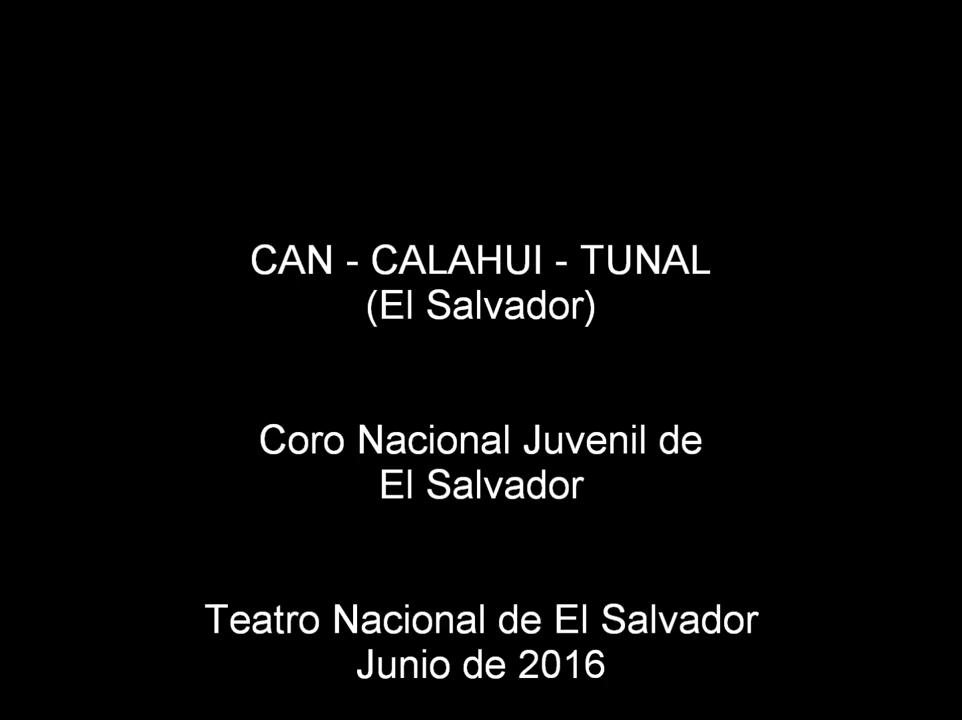 CAN - CALAHUI - TUNAL
(El Salvador)
Coro Nacional Juvenil de
El Salvador
Teatro Nacional de El Salvador
Junio de 2016